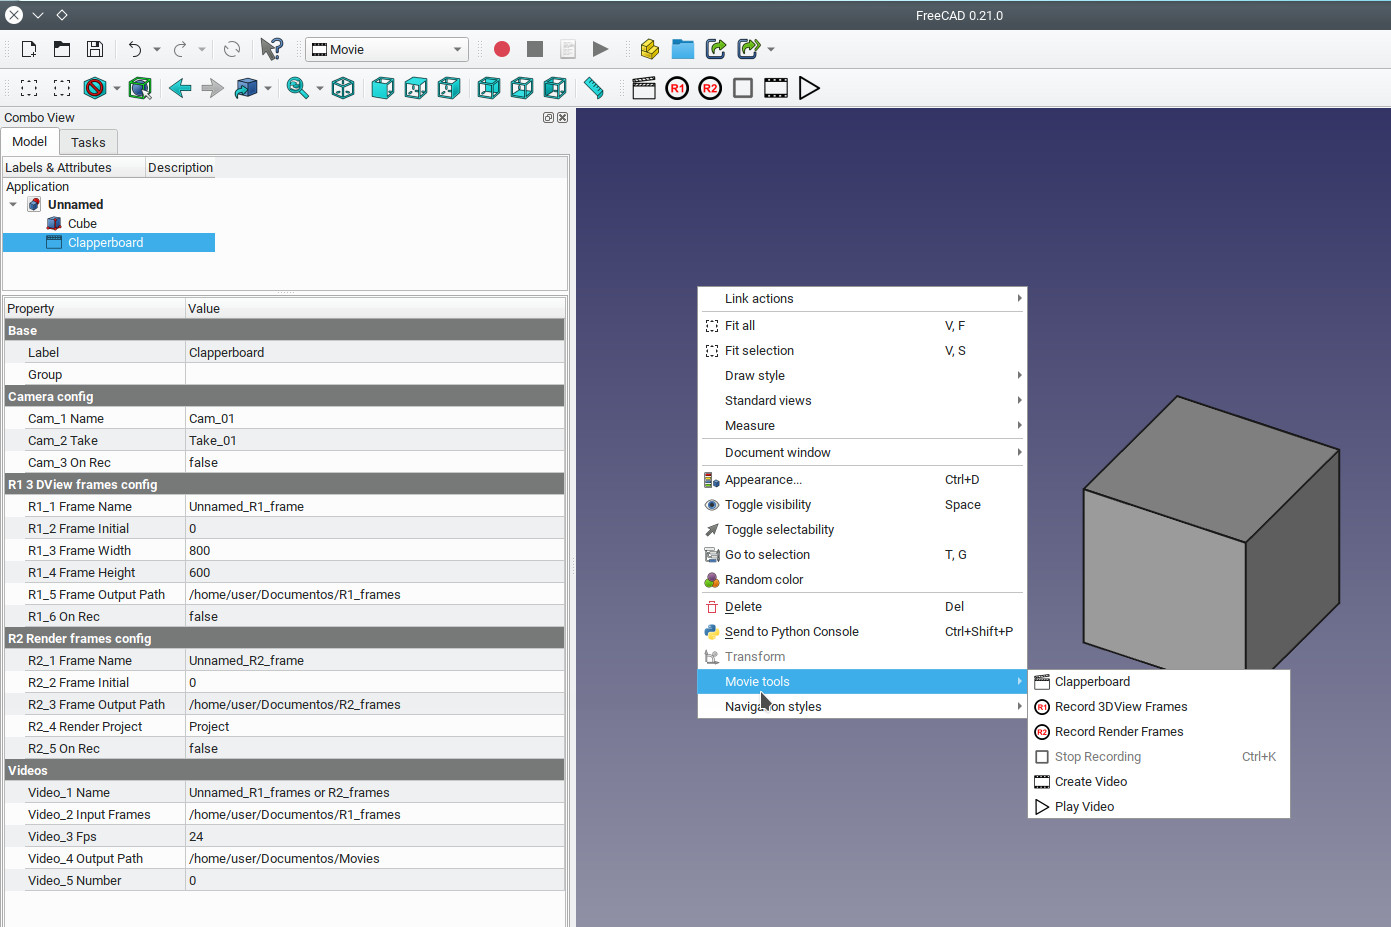 FreeCAD 0.21.0
Movie
R1 R2
Combo View
Model Tasks
Labels & Attributes Description
Application
Unnamed
Cube
Clapperboard
Property Value
Base
Label Clapperboard
Group
Camera config
Cam_1 Name Cam_01
Cam_2 Take Take_01
Cam_3 On Rec false
R1 3 DView frames config
R1_1 Frame Name Unnamed_R1_frame
R1_2 Frame Initial 0
R1_3 Frame Width 800
R1_4 Frame Height 600
R1_5 Frame Output Path /home/user/Documentos/R1_frames
R1_6 On Rec false
R2 Render frames config
R2_1 Frame Name Unnamed_R2_frame
R2_2 Frame Initial 0
R2_3 Frame Output Path /home/user/Documentos/R2_frames
R2_4 Render Project Project
R2_5 On Rec false
Videos
Video_1 Name Unnamed_R1_frames or R2_frames
Video_2 Input Frames /home/user/Documentos/R1_frames
Video_3 Fps 24
Video_4 Output Path /home/user/Documentos/Movies
Video_5 Number 0
Link actions
Fit all V, F
Fit selection V, S
Draw style
Standard views
Measure
Document window
Appearance... Ctrl+D
Toggle visibility Space
Toggle selectability
Go to selection T, G
Random color
Delete Del
Send to Python Console Ctrl+Shift+P
Transform
Movie tools
Navigation styles
Clapperboard
R1 Record 3DView Frames
R2 Record Render Frames
Stop Recording Ctrl+K
Create Video
Play Video